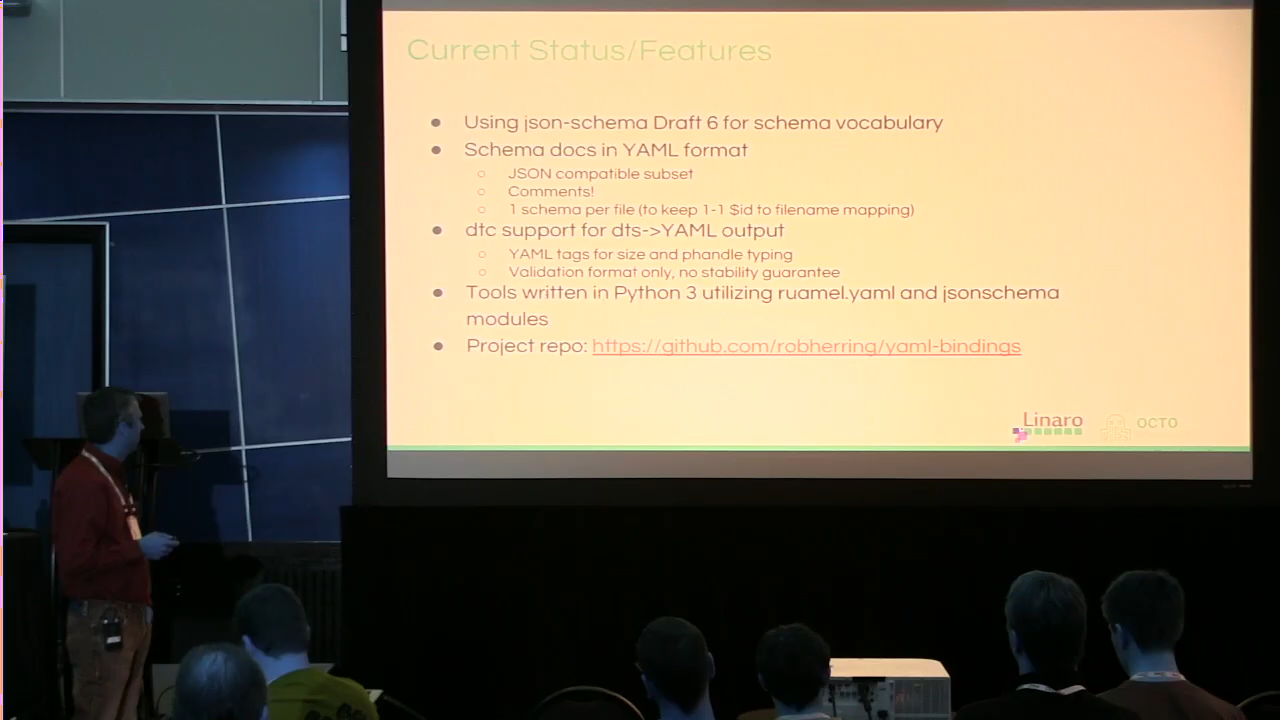 Current Status/Features
● Using json-schema Draft 6 for schema vocabulary
● Schema docs in YAML format
○ JSON compatible subset
○ Comments!
○ 1 schema per file (to keep 1-1 $id to filename mapping)
● dtc support for dts->YAML output
○ YAML tags for size and phandle typing
○ Validation format only, no stability guarantee
● Tools written in Python 3 utilizing ruamel.yaml and jsonschema
modules
● Project repo: https://github.com/robherring/yaml-bindings
Linaro OCTO